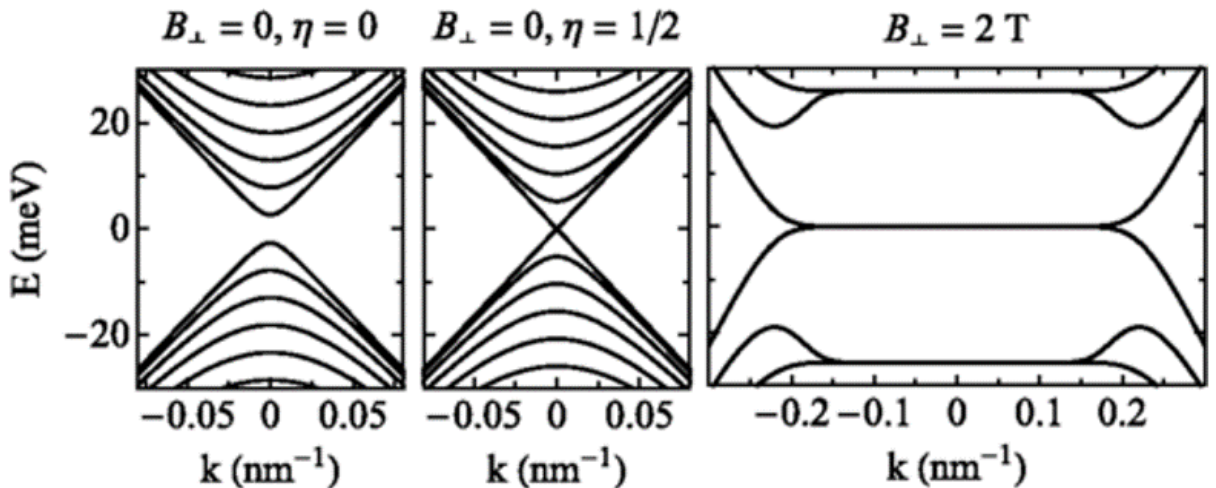 B⊥ = 0, η = 0
B⊥ = 0, η = 1/2
B⊥ = 2 T
E (meV)
20
0
−20
−0.05 0 0.05
−0.05 0 0.05
−0.2 −0.1 0 0.1 0.2
k (nm⁻¹)
k (nm⁻¹)
k (nm⁻¹)